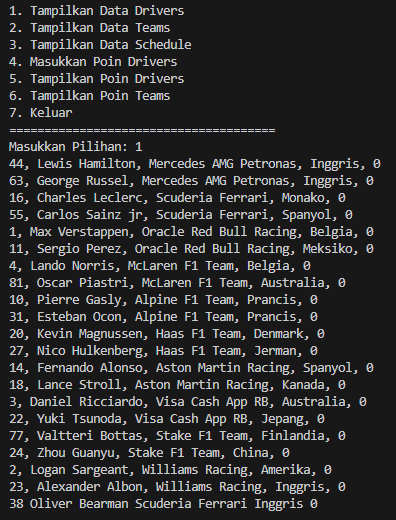 1. Tampilkan Data Drivers
2. Tampilkan Data Teams
3. Tampilkan Data Schedule
4. Masukkan Poin Drivers
5. Tampilkan Poin Drivers
6. Tampilkan Poin Teams
7. Keluar
======================================
Masukkan Pilihan: 1
44, Lewis Hamilton, Mercedes AMG Petronas, Inggris, 0
63, George Russel, Mercedes AMG Petronas, Inggris, 0
16, Charles Leclerc, Scuderia Ferrari, Monako, 0
55, Carlos Sainz jr, Scuderia Ferrari, Spanyol, 0
1, Max Verstappen, Oracle Red Bull Racing, Belgia, 0
11, Sergio Perez, Oracle Red Bull Racing, Meksiko, 0
4, Lando Norris, McLaren F1 Team, Belgia, 0
81, Oscar Piastri, McLaren F1 Team, Australia, 0
10, Pierre Gasly, Alpine F1 Team, Prancis, 0
31, Esteban Ocon, Alpine F1 Team, Prancis, 0
20, Kevin Magnussen, Haas F1 Team, Denmark, 0
27, Nico Hulkenberg, Haas F1 Team, Jerman, 0
14, Fernando Alonso, Aston Martin Racing, Spanyol, 0
18, Lance Stroll, Aston Martin Racing, Kanada, 0
3, Daniel Ricciardo, Visa Cash App RB, Australia, 0
22, Yuki Tsunoda, Visa Cash App RB, Jepang, 0
77, Valtteri Bottas, Stake F1 Team, Finlandia, 0
24, Zhou Guanyu, Stake F1 Team, China, 0
2, Logan Sargeant, Williams Racing, Amerika, 0
23, Alexander Albon, Williams Racing, Inggris, 0
38 Oliver Bearman Scuderia Ferrari Inggris 0